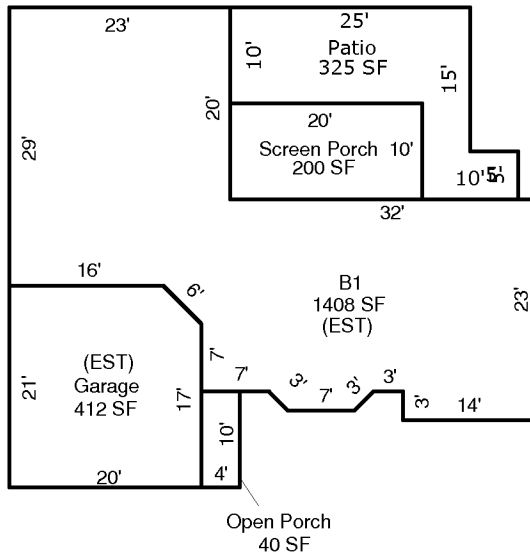 23'
25'
10'
Patio
325 SF
15'
29'
20'
20'
Screen Porch
10'
200 SF
10'
5'
5'
32'
16'
6'
B1
1408 SF
(EST)
23'
7'
(EST)
Garage
412 SF
21'
17'
7'
3'
7'
3'
3'
3'
14'
10'
20'
4'
Open Porch
40 SF